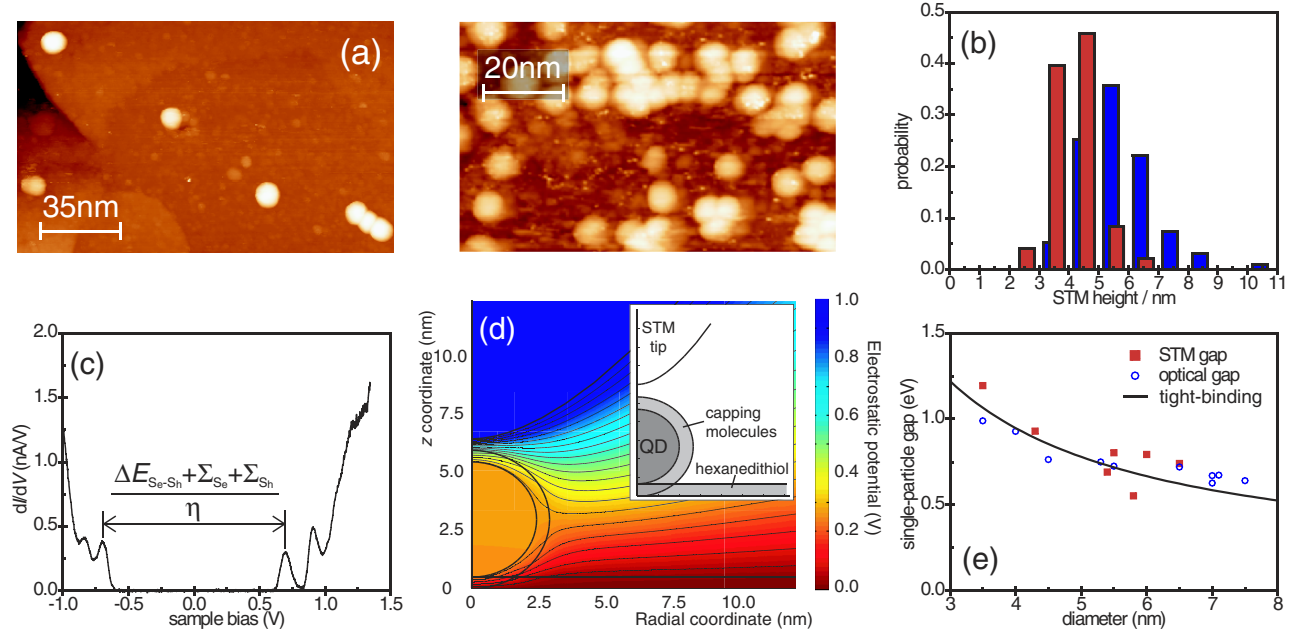 (a)
35nm
20nm
(b)
probability
0.5
0.4
0.3
0.2
0.1
0.0
0 1 2 3 4 5 6 7 8 9 10 11
STM height / nm
(c)
dI/dV (nA/V)
2.0
1.5
1.0
0.5
0.0
ΔE_{Se-Sh}+Σ_{Se}+Σ_{Sh}
η
-1.0 -0.5 0.0 0.5 1.0 1.5
sample bias (V)
(d)
z coordinate (nm)
10.0
7.5
5.0
2.5
0
0 2.5 5.0 7.5 10.0
Radial coordinate (nm)
STM
tip
capping
molecules
QD
hexanedithiol
1.0
0.8
0.6
0.4
0.2
0.0
Electrostatic potential (V)
(e)
single-particle gap (eV)
1.5
1.0
0.5
0.0
STM gap
optical gap
tight-binding
3 4 5 6 7 8
diameter (nm)